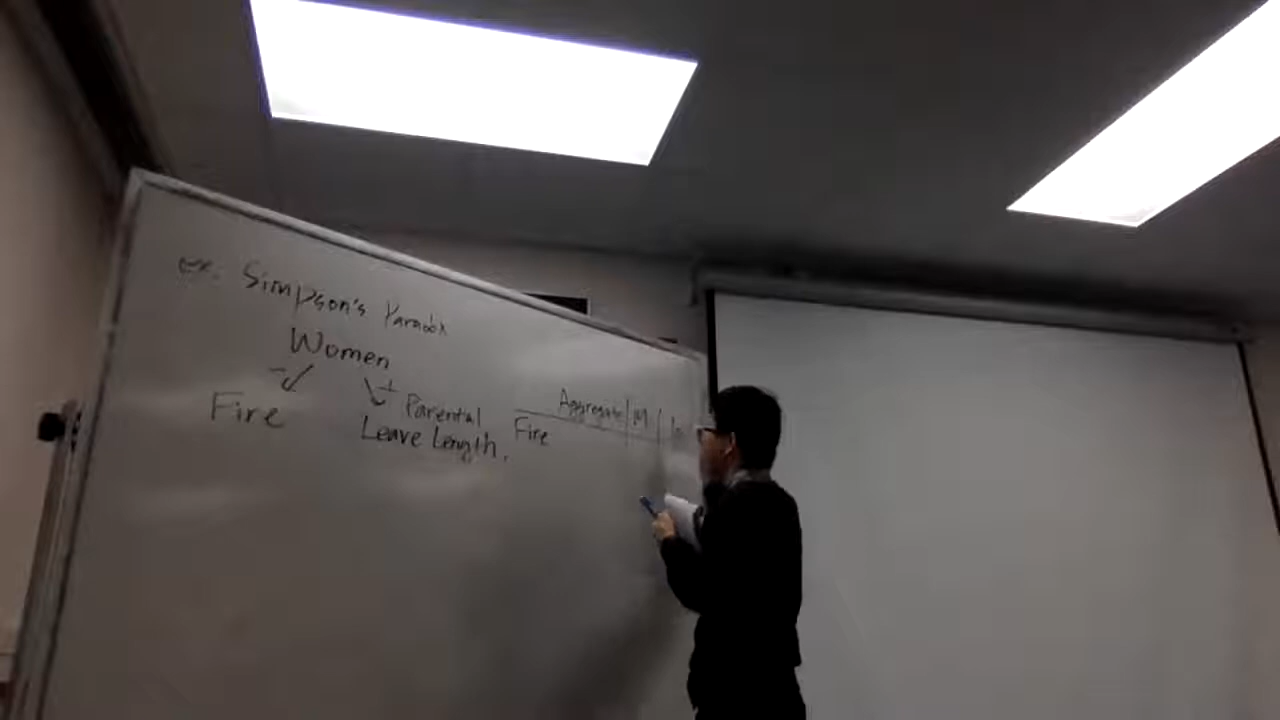 ex: Simpson's Paradox
Women
- +
Fire
Parental
Leave Length.
Aggregate | M |
Fire